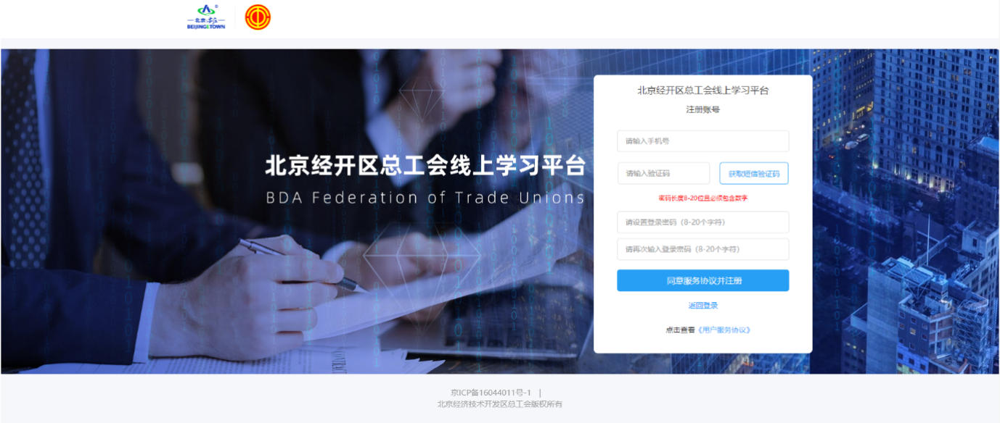 北京亦庄
BEIJING ETOWN
北京经开区总工会线上学习平台
BDA Federation of Trade Unions
北京经开区总工会线上学习平台
注册账号
请输入手机号
请输入验证码
获取短信验证码
密码长度8-20位且必须包含数字
请设置登录密码（8-20个字符）
请再次输入登录密码（8-20个字符）
同意服务协议并注册
返回登录
点击查看《用户服务协议》
京ICP备16044011号-1 |
北京经济技术开发区总工会版权所有